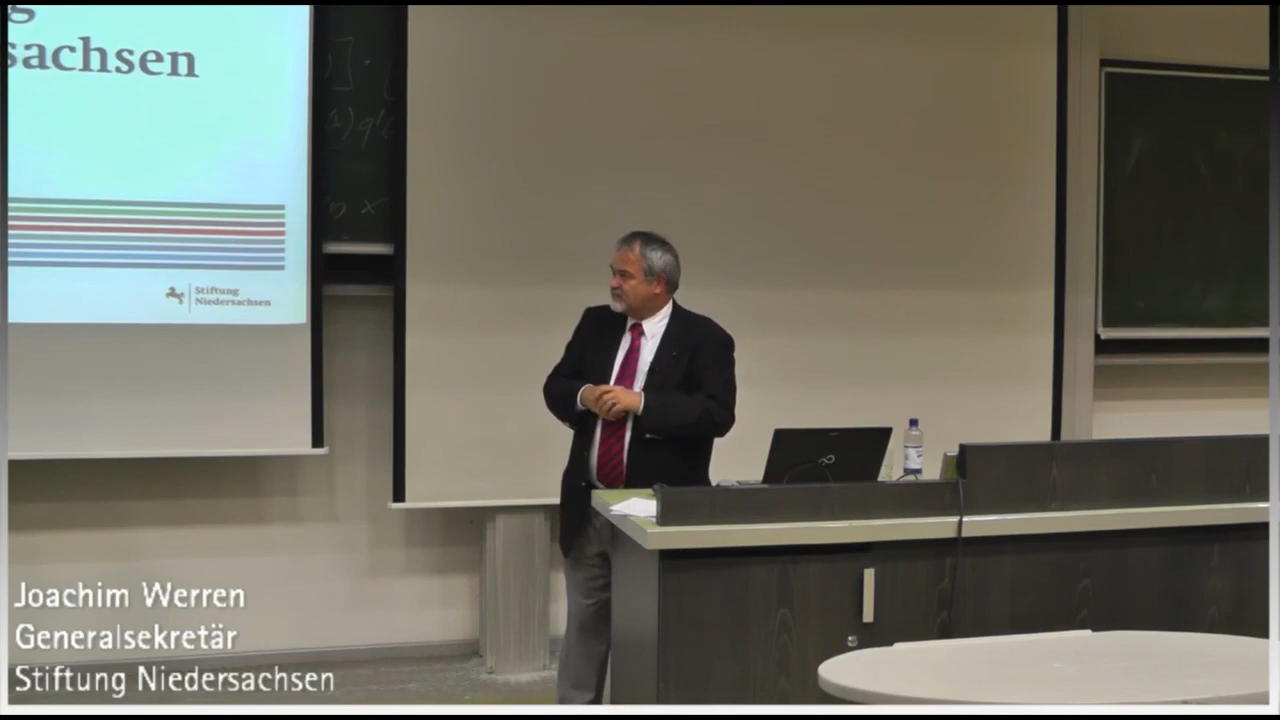 sachsen
Stiftung
Niedersachsen
Joachim Werren
Generalsekretär
Stiftung Niedersachsen